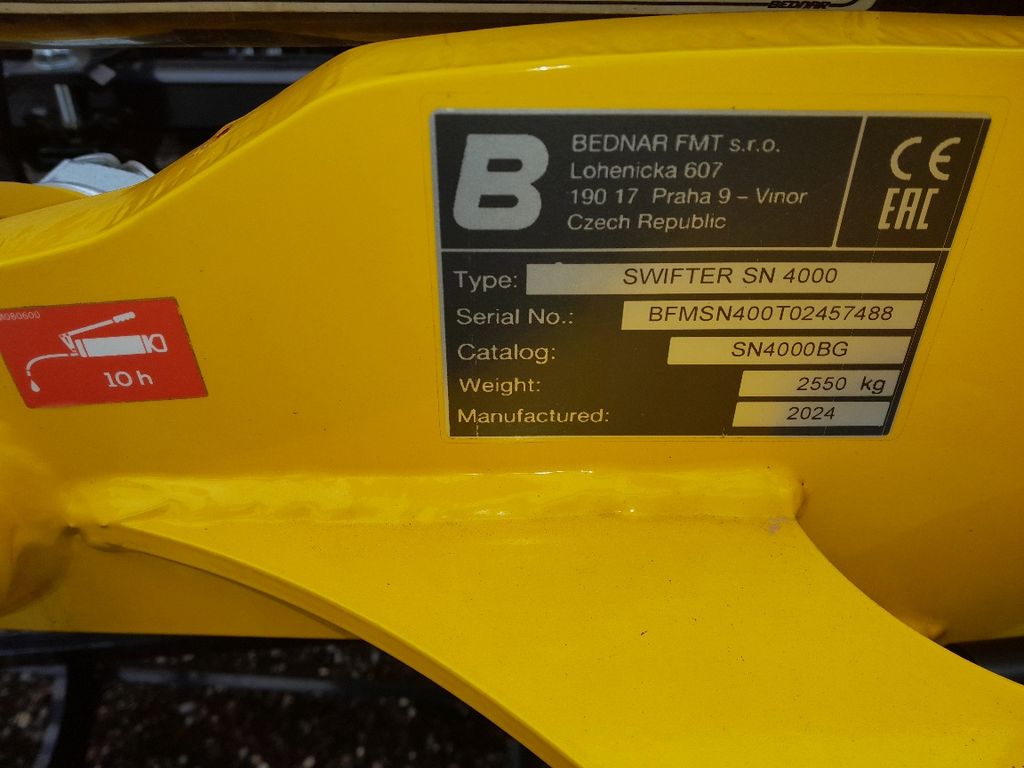 BEDNAR
B
BEDNAR FMT s.r.o.
Lohenicka 607
190 17 Praha 9 – Vinor
Czech Republic
CE
EAC
Type: SWIFTER SN 4000
Serial No.: BFMSN400T02457488
Catalog: SN4000BG
Weight: 2550 kg
Manufactured: 2024
10 h